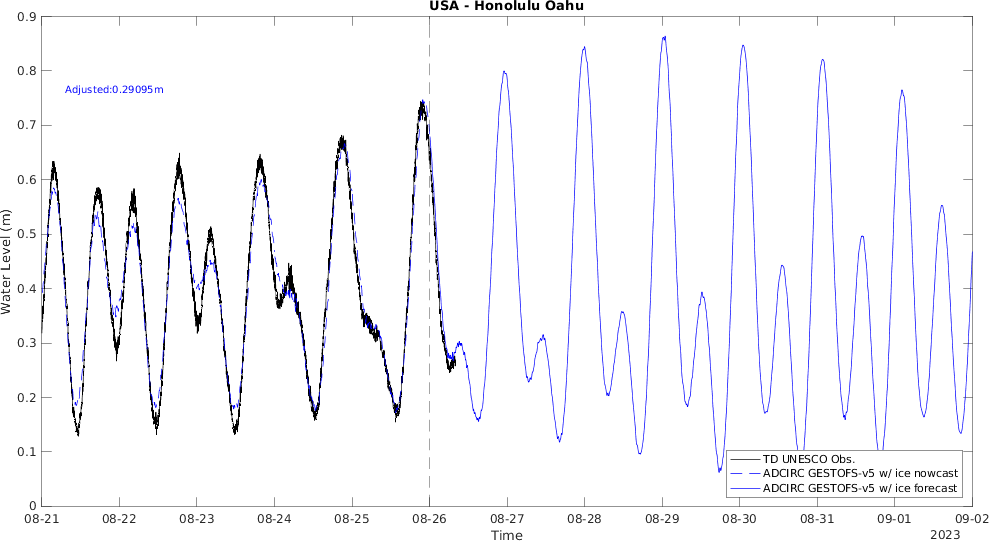 USA - Honolulu Oahu
0.9
0.8
Adjusted:0.29095m
0.7
0.6
0.5
0.4
0.3
0.2
0.1
0
Water Level (m)
TD UNESCO Obs.
ADCIRC GESTOFS-v5 w/ ice nowcast
ADCIRC GESTOFS-v5 w/ ice forecast
08-21 08-22 08-23 08-24 08-25 08-26 08-27 08-28 08-29 08-30 08-31 09-01 09-02
Time
2023